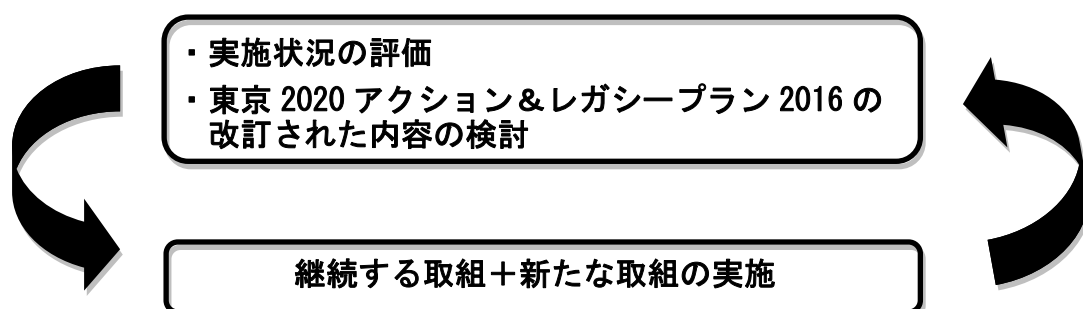 ・実施状況の評価
・東京 2020 アクション＆レガシープラン 2016 の
改訂された内容の検討
継続する取組＋新たな取組の実施